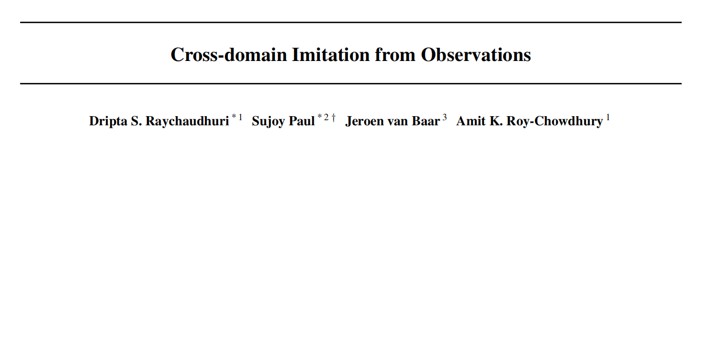 Cross-domain Imitation from Observations
Dripta S. Raychaudhuri * 1 Sujoy Paul * 2 † Jeroen van Baar 3 Amit K. Roy-Chowdhury 1